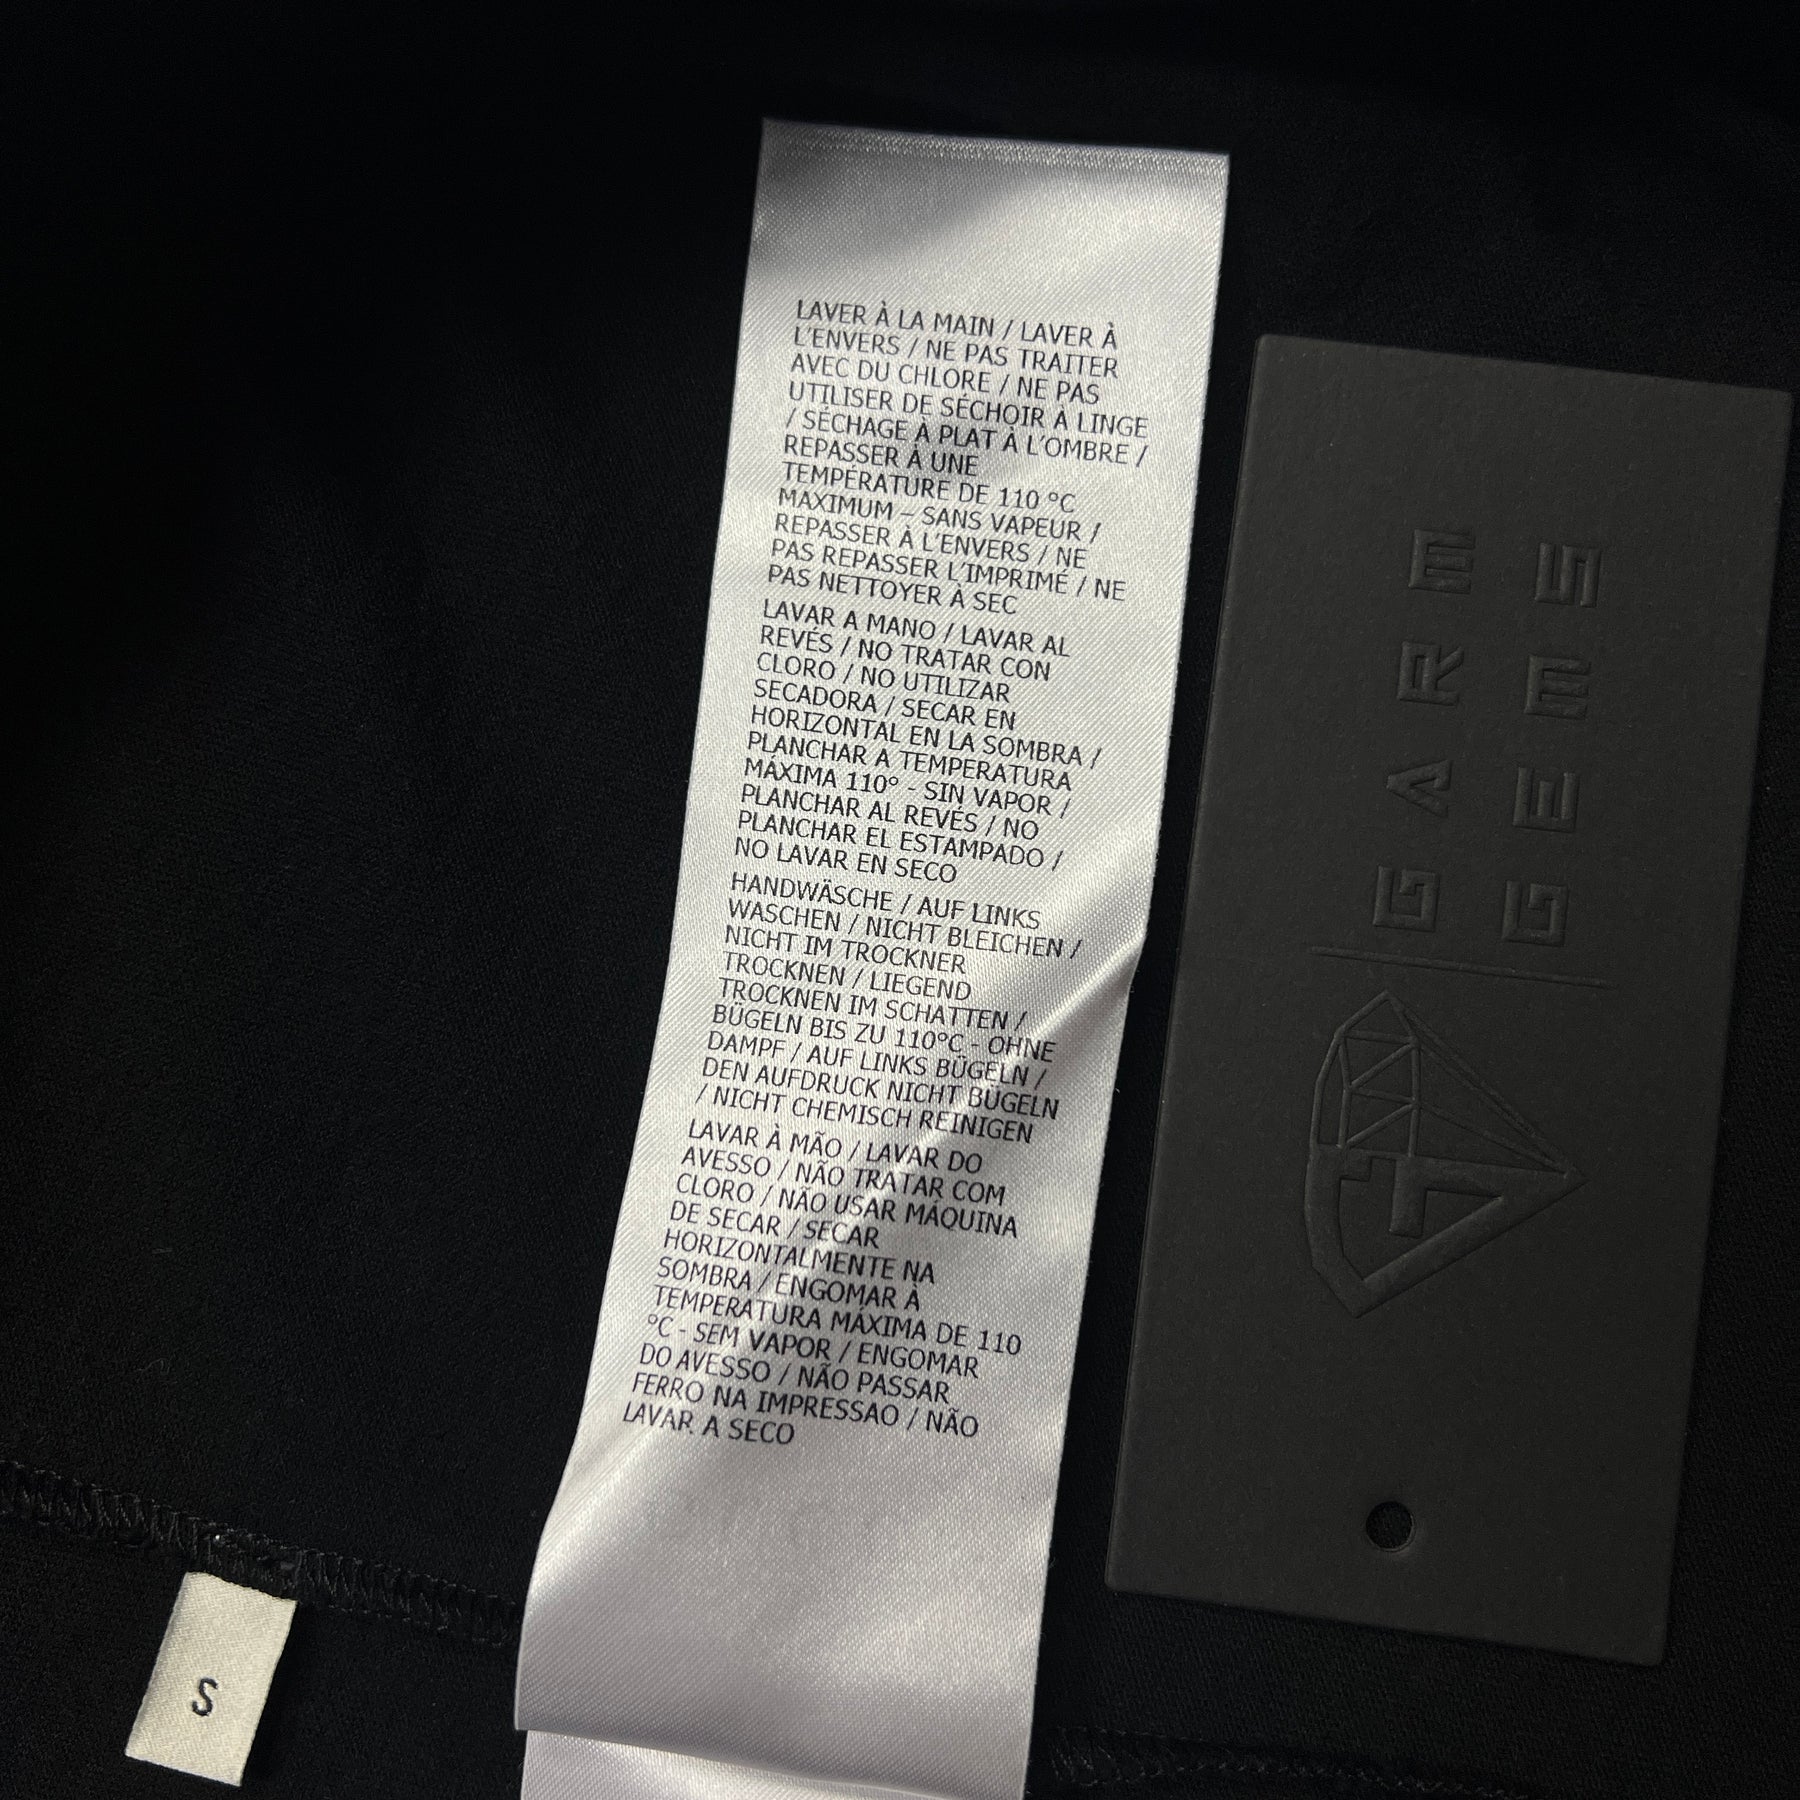 LAVER À LA MAIN / LAVER À
L'ENVERS / NE PAS TRAITER
AVEC DU CHLORE / NE PAS
UTILISER DE SÉCHOIR À LINGE
/ SÉCHAGE À PLAT À L'OMBRE /
REPASSER À UNE
TEMPÉRATURE DE 110 °C
MAXIMUM – SANS VAPEUR /
REPASSER À L'ENVERS / NE
PAS REPASSER L'IMPRIMÉ / NE
PAS NETTOYER À SEC
LAVAR A MANO / LAVAR AL
REVÉS / NO TRATAR CON
CLORO / NO UTILIZAR
SECADORA / SECAR EN
HORIZONTAL EN LA SOMBRA /
PLANCHAR A TEMPERATURA
MÁXIMA 110° - SIN VAPOR /
PLANCHAR AL REVÉS / NO
PLANCHAR EL ESTAMPADO /
NO LAVAR EN SECO
HANDWÄSCHE / AUF LINKS
WASCHEN / NICHT BLEICHEN /
NICHT IM TROCKNER
TROCKNEN / LIEGEND
TROCKNEN IM SCHATTEN /
BÜGELN BIS ZU 110°C - OHNE
DAMPF / AUF LINKS BÜGELN /
DEN AUFDRUCK NICHT BÜGELN
/ NICHT CHEMISCH REINIGEN
LAVAR À MÃO / LAVAR DO
AVESSO / NÃO TRATAR COM
CLORO / NÃO USAR MÁQUINA
DE SECAR / SECAR
HORIZONTALMENTE NA
SOMBRA / ENGOMAR À
TEMPERATURA MÁXIMA DE 110
°C - SEM VAPOR / ENGOMAR
DO AVESSO / NÃO PASSAR
FERRO NA IMPRESSAO / NÃO
LAVAR A SECO
GARE
GEMS
S